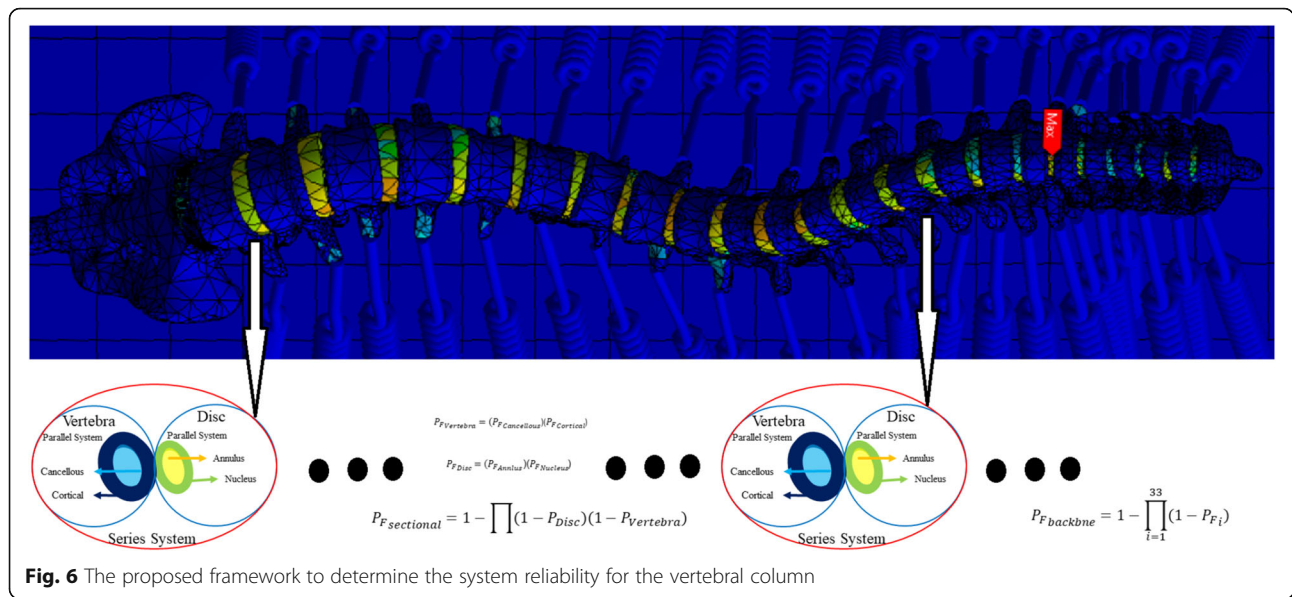 Max
Vertebra
Disc
Parallel System
Parallel System
Annulus
Cancellous
Nucleus
Cortical
Series System
P_{F_{Vertebra}} = (P_{F_{Cancellous}})(P_{F_{Cortical}})
P_{F_{Disc}} = (P_{F_{Annlus}})(P_{F_{Nucleus}})
P_{F_{sectional}} = 1 − ∏(1 − P_{Disc})(1 − P_{Vertebra})
Vertebra
Disc
Parallel System
Parallel System
Annulus
Cancellous
Nucleus
Cortical
Series System
P_{F_{backbne}} = 1 − ∏_{i=1}^{33}(1 − P_{F_i})
Fig. 6 The proposed framework to determine the system reliability for the vertebral column